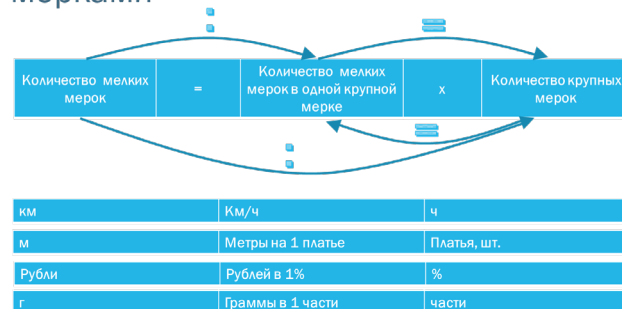 мерками
:
=
Количество мелких
мерок
=
Количество мелких
мерок в одной крупной
мерке
х
Количество крупных
мерок
=
:
км
Км/ч
ч
м
Метры на 1 платье
Платья, шт.
Рубли
Рублей в 1%
%
г
Граммы в 1 части
части